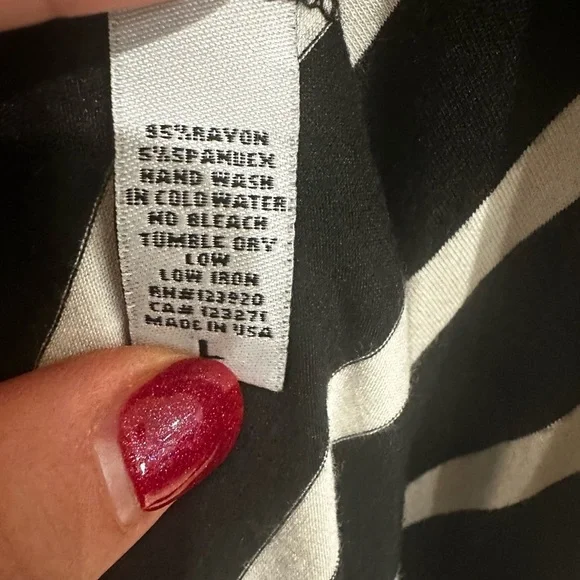 95%RAYON
5%SPANDEX
HAND WASH
IN COLD WATER
NO BLEACH
TUMBLE DRY
LOW
LOW IRON
RN#123920
CA# 123271
MADE IN USA
L